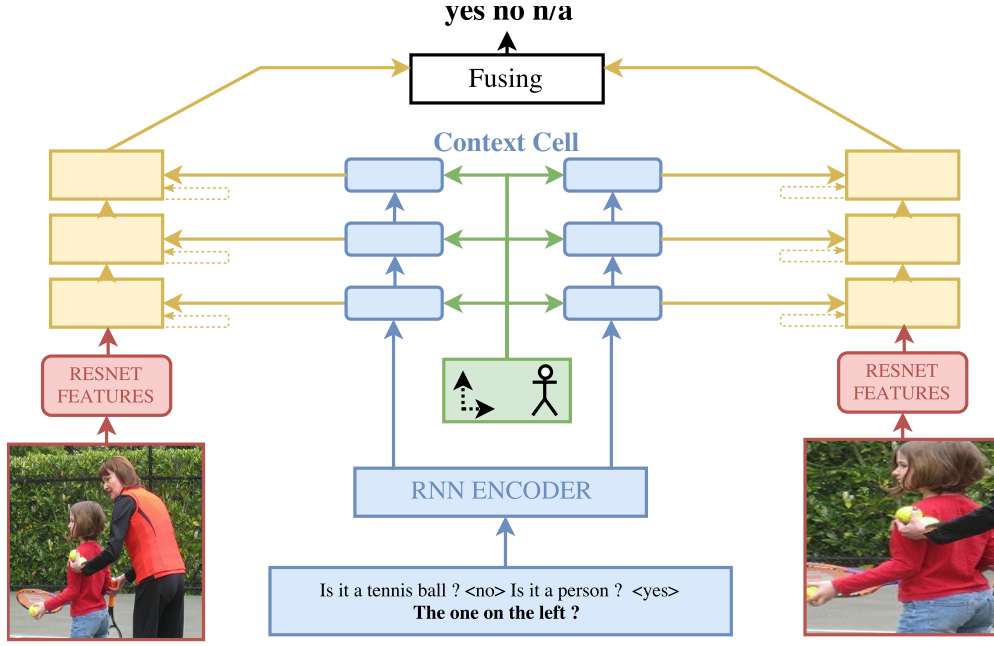 yes no n/a
Fusing
Context Cell
RESNET
FEATURES
RESNET
FEATURES
RNN ENCODER
Is it a tennis ball ? <no> Is it a person ? <yes>
The one on the left ?